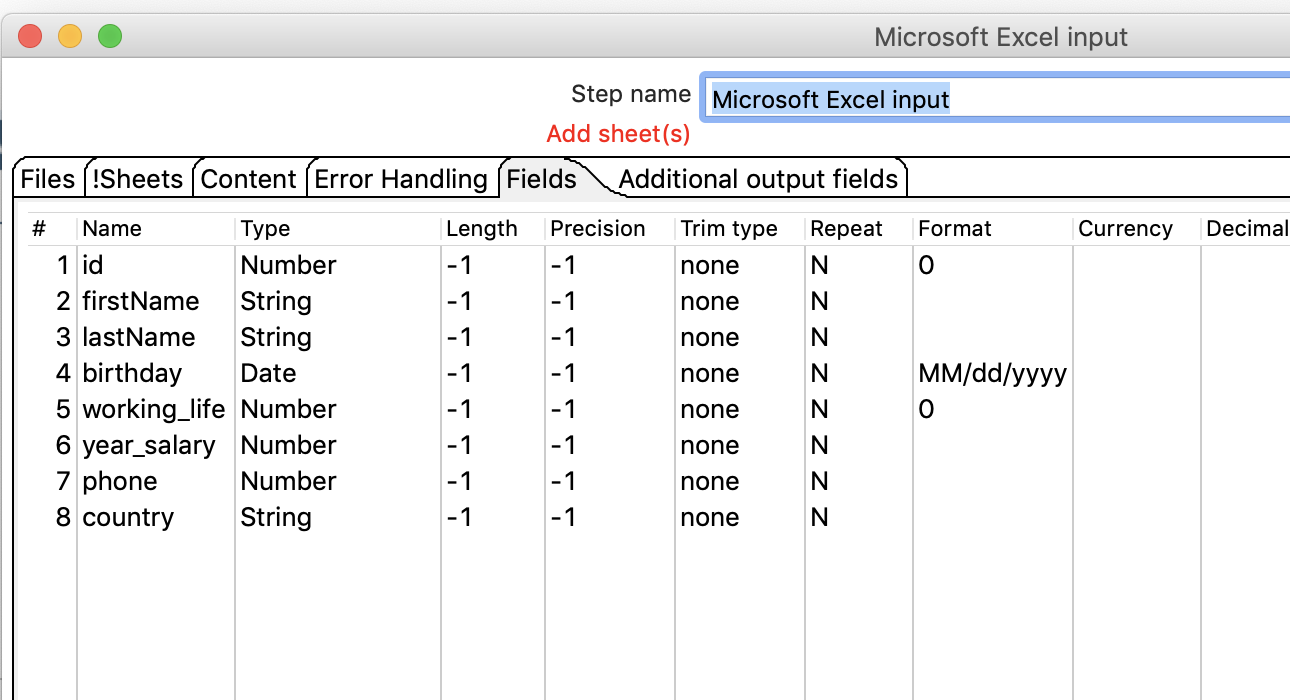 Microsoft Excel input
Step name Microsoft Excel input
Add sheet(s)
Files !Sheets Content Error Handling Fields Additional output fields
# Name Type Length Precision Trim type Repeat Format Currency Decimal
1 id Number -1 -1 none N 0
2 firstName String -1 -1 none N
3 lastName String -1 -1 none N
4 birthday Date -1 -1 none N MM/dd/yyyy
5 working_life Number -1 -1 none N 0
6 year_salary Number -1 -1 none N
7 phone Number -1 -1 none N
8 country String -1 -1 none N